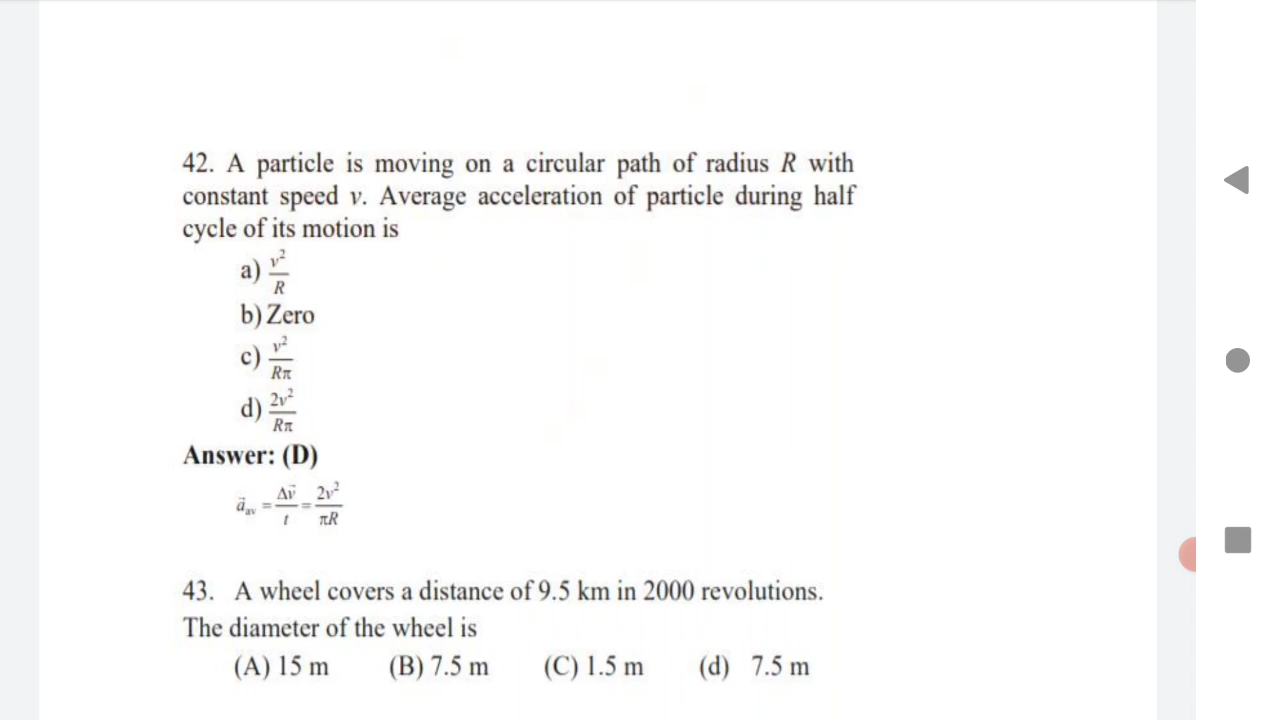 42. A particle is moving on a circular path of radius R with
constant speed v. Average acceleration of particle during half
cycle of its motion is
a) v²/R
b) Zero
c) v²/Rπ
d) 2v²/Rπ
Answer: (D)
a⃗av = Δv⃗/t = 2v²/πR
43. A wheel covers a distance of 9.5 km in 2000 revolutions.
The diameter of the wheel is
(A) 15 m (B) 7.5 m (C) 1.5 m (d) 7.5 m